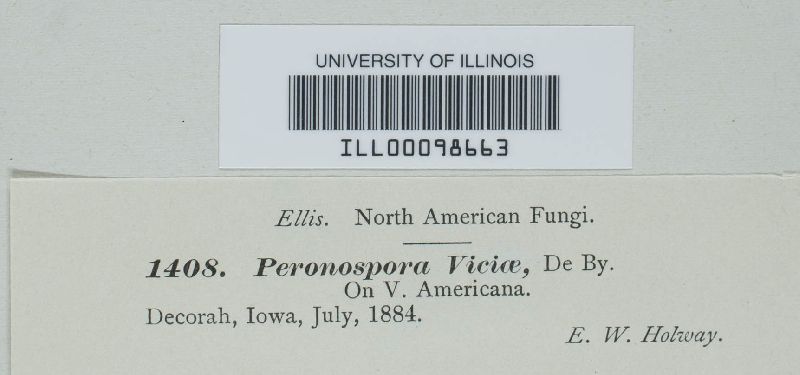 UNIVERSITY OF ILLINOIS
ILL00098663
Ellis. North American Fungi.
1408. Peronospora Viciæ, De By.
On V. Americana.
Decorah, Iowa, July, 1884.
E. W. Holway.